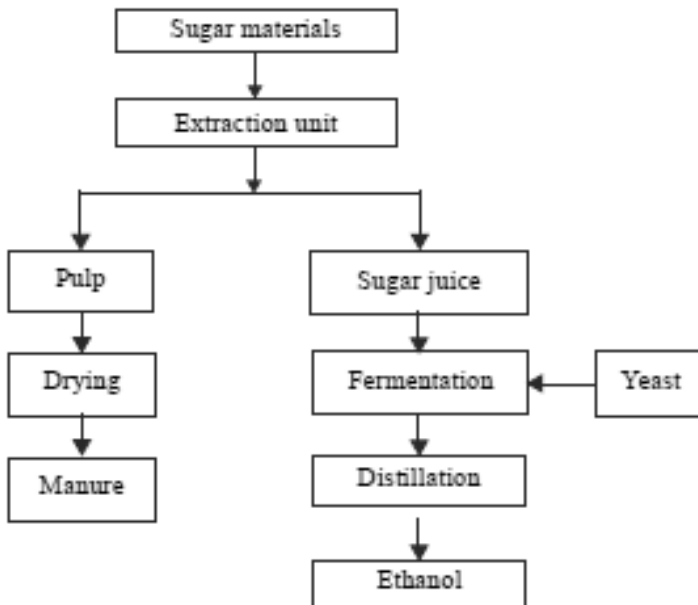 Sugar materials
Extraction unit
Pulp
Sugar juice
Drying
Fermentation
Yeast
Manure
Distillation
Ethanol